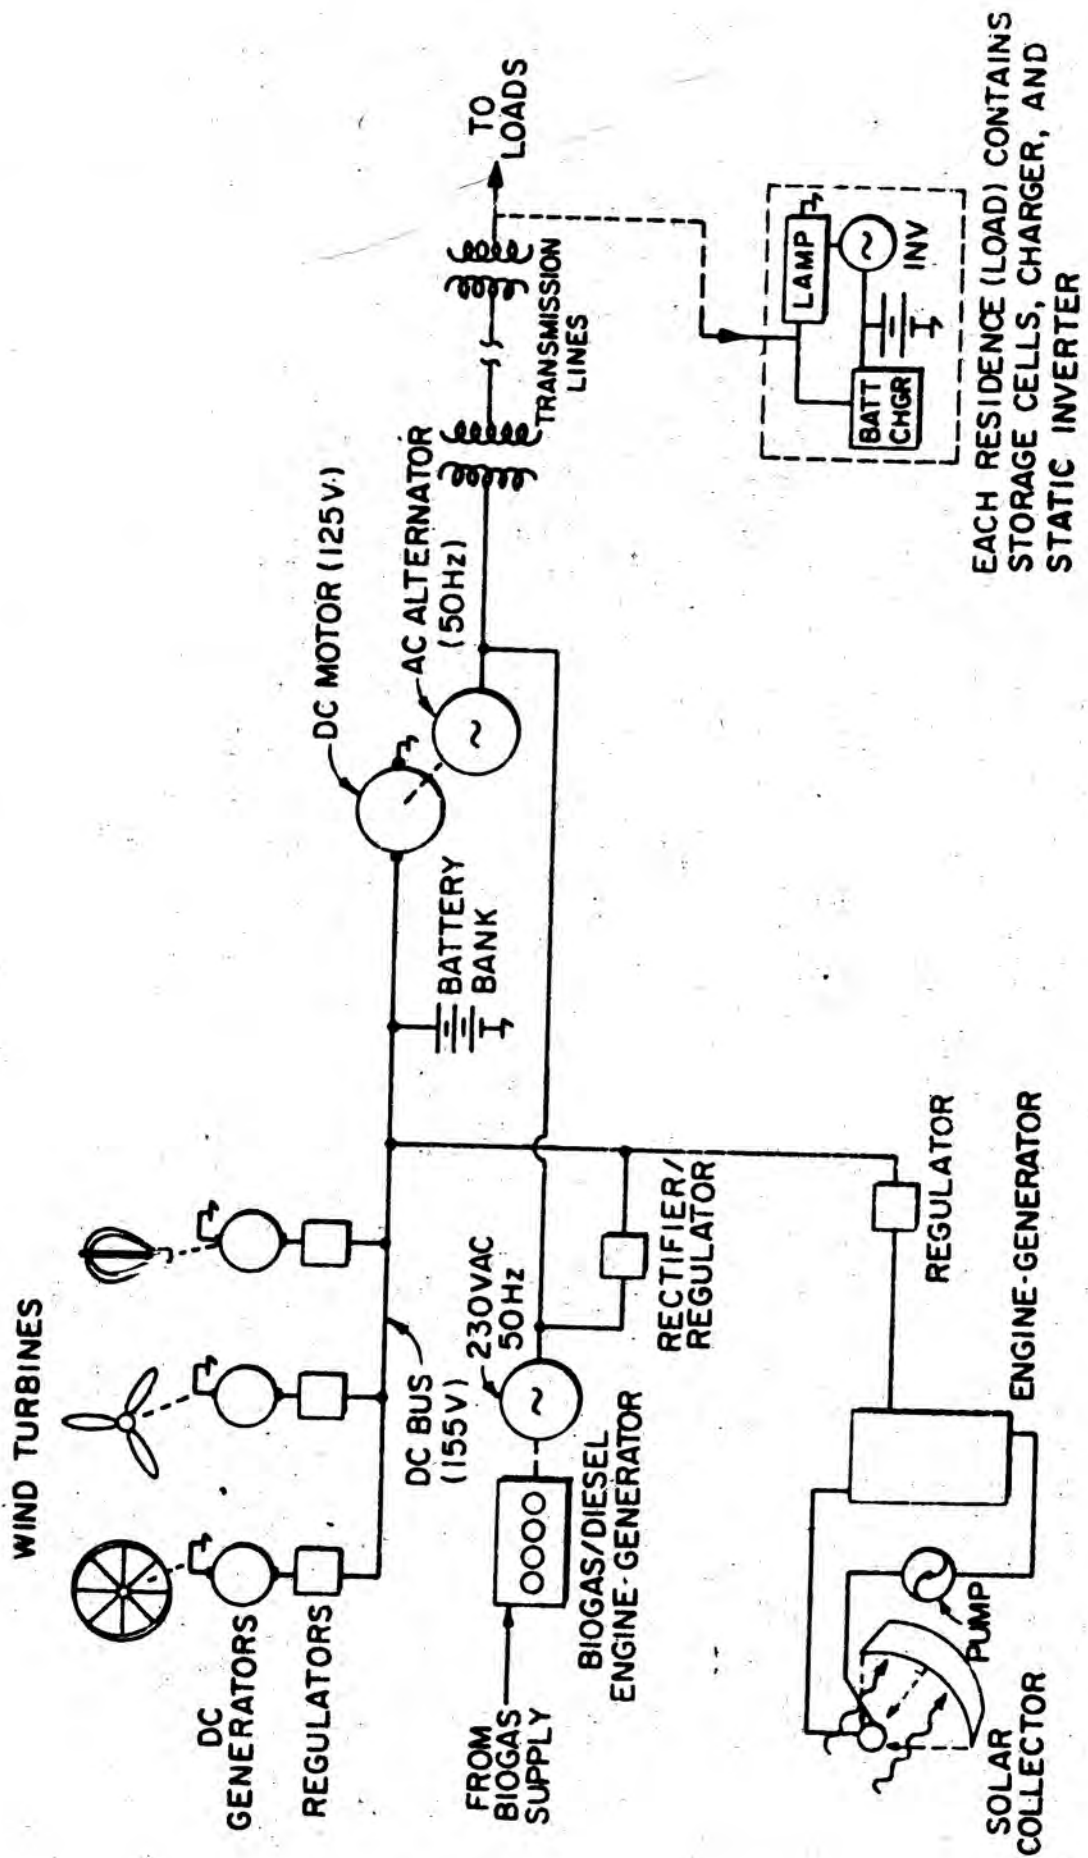 WIND TURBINES
DC
GENERATORS
REGULATORS
DC BUS
(155V)
BATTERY
BANK
DC MOTOR (125V.)
AC ALTERNATOR
(50Hz)
TRANSMISSION
LINES
TO
LOADS
FROM
BIOGAS
SUPPLY
BIOGAS/DIESEL
ENGINE-GENERATOR
~
230VAC
50Hz
RECTIFIER/
REGULATOR
~
SOLAR
COLLECTOR
PUMP
ENGINE-GENERATOR
REGULATOR
LAMP
BATT
CHGR
~
INV
EACH RESIDENCE (LOAD) CONTAINS
STORAGE CELLS, CHARGER, AND
STATIC INVERTER